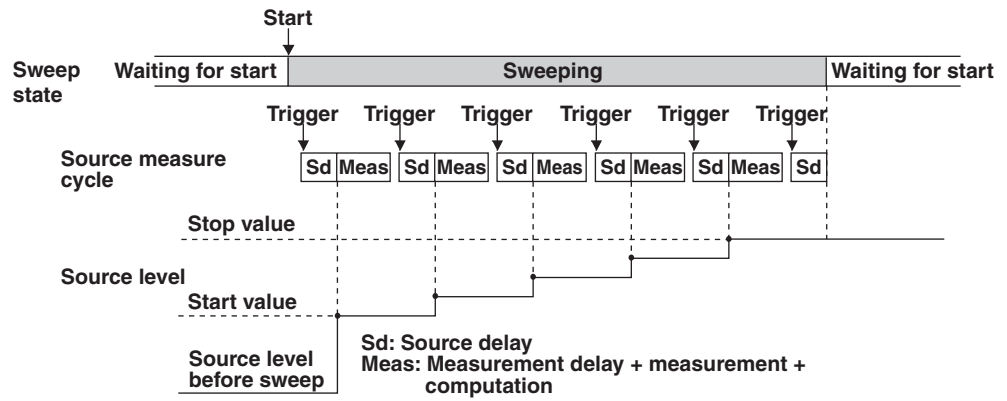 Start
Sweep state
Waiting for start
Sweeping
Waiting for start
Trigger Trigger Trigger Trigger Trigger Trigger
Source measure
cycle
Sd Meas Sd Meas Sd Meas Sd Meas Sd Meas Sd
Stop value
Source level
Start value
Source level
before sweep
Sd: Source delay
Meas: Measurement delay + measurement +
computation